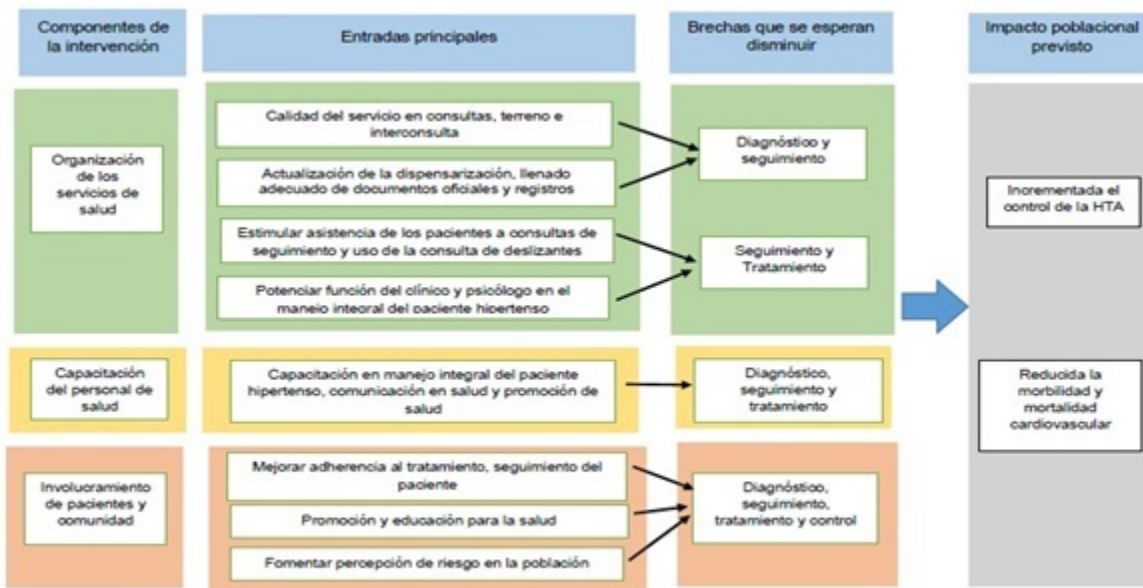 Componentes de
la intervención
Entradas principales
Brechas que se esperan
disminuir
Impacto poblacional
previsto
Organización
de los
servicios de
salud
Calidad del servicio en consultas, terreno e
interconsulta
Actualización de la dispensarización, llenado
adecuado de documentos oficiales y registros
Estimular asistencia de los pacientes a consultas de
seguimiento y uso de la consulta de deslizantes
Potenciar función del clínico y psicólogo en el
manejo integral del paciente hipertenso
Diagnóstico y
seguimiento
Seguimiento y
Tratamiento
Capacitación
del personal de
salud
Capacitación en manejo integral del paciente
hipertenso, comunicación en salud y promoción de
salud
Diagnóstico,
seguimiento y
tratamiento
Involucramiento
de pacientes y
comunidad
Mejorar adherencia al tratamiento, seguimiento del
paciente
Promoción y educación para la salud
Fomentar percepción de riesgo en la población
Diagnóstico,
seguimiento,
tratamiento y control
Incrementada el
control de la HTA
Reducida la
morbilidad y
mortalidad
cardiovascular